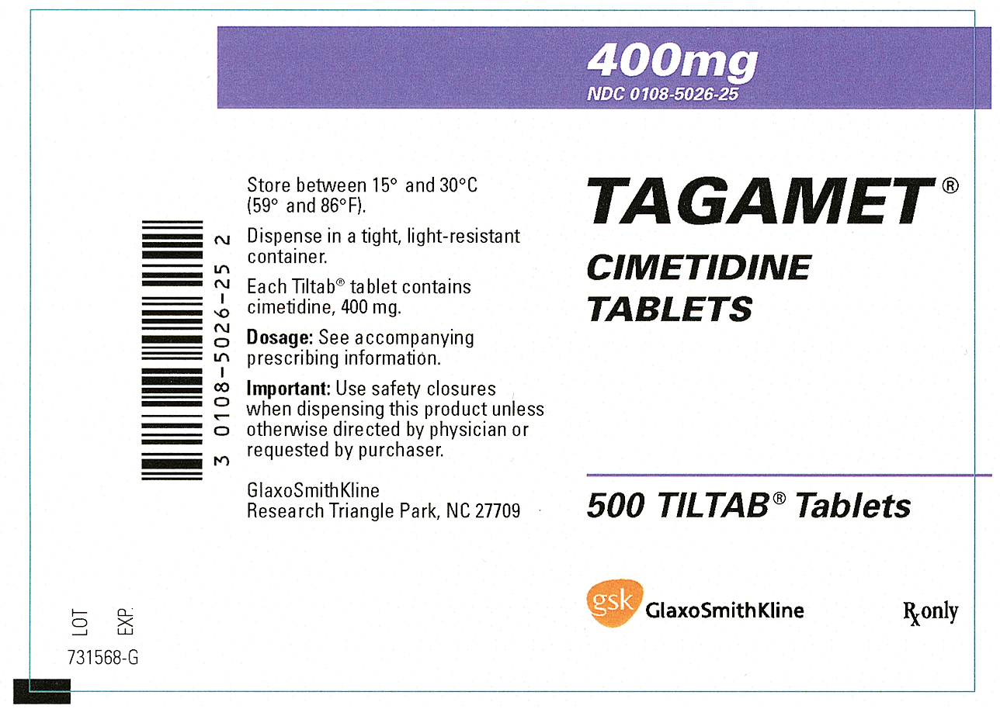 400mg
NDC 0108-5026-25
TAGAMET®
CIMETIDINE
TABLETS
500 TILTAB® Tablets
gsk GlaxoSmithKline
Rx only
Store between 15° and 30°C
(59° and 86°F).
Dispense in a tight, light-resistant
container.
Each Tiltab® tablet contains
cimetidine, 400 mg.
Dosage: See accompanying
prescribing information.
Important: Use safety closures
when dispensing this product unless
otherwise directed by physician or
requested by purchaser.
GlaxoSmithKline
Research Triangle Park, NC 27709
3 0108-5026-25 2
LOT
EXP.
731568-G